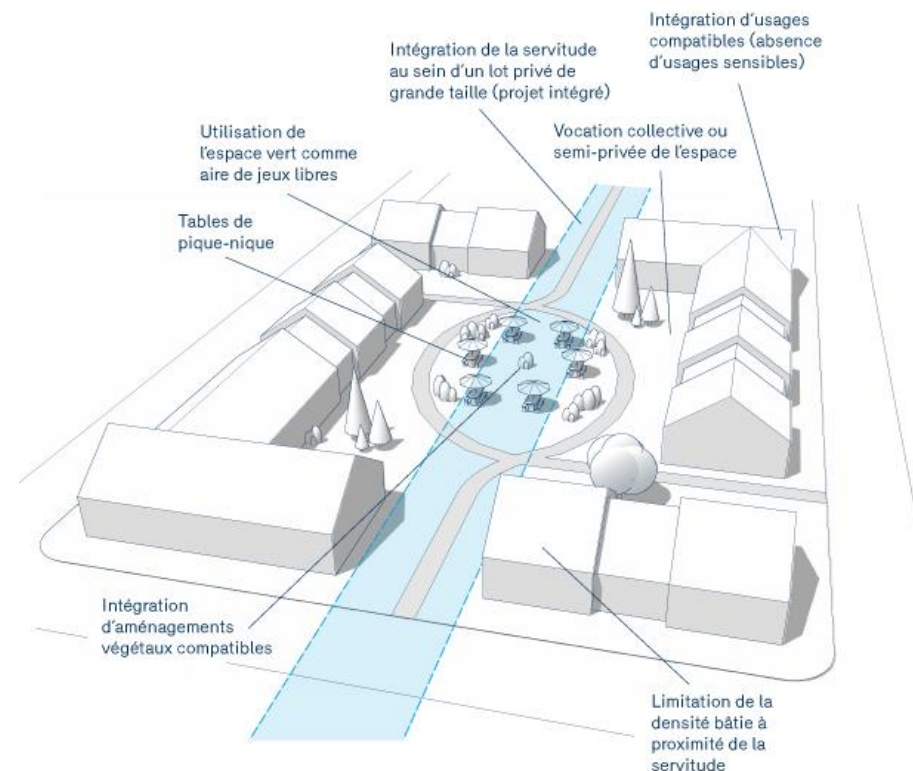 Intégration d'usages
compatibles (absence
d'usages sensibles)
Intégration de la servitude
au sein d'un lot privé de
grande taille (projet intégré)
Utilisation de
l'espace vert comme
aire de jeux libres
Vocation collective ou
semi-privée de l'espace
Tables de
pique-nique
Intégration
d'aménagements
végétaux compatibles
Limitation de la
densité bâtie à
proximité de la
servitude